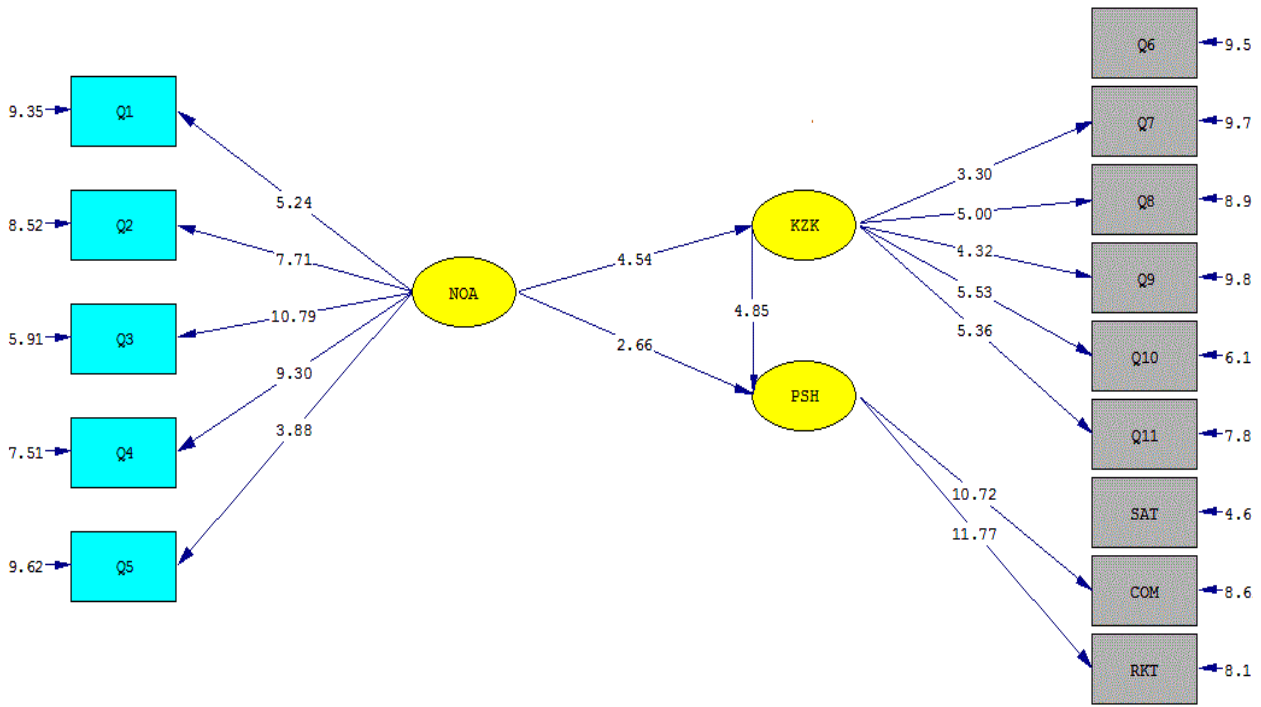 Q6
9.5
9.35
Q1
Q7
9.7
3.30
5.24
Q8
8.9
5.00
8.52
Q2
KZK
7.71
4.54
4.32
Q9
9.8
NOA
5.53
10.79
4.85
5.36
5.91
Q3
2.66
Q10
6.1
9.30
PSH
3.88
Q11
7.8
7.51
Q4
10.72
SAT
4.6
11.77
9.62
Q5
COM
8.6
RKT
8.1